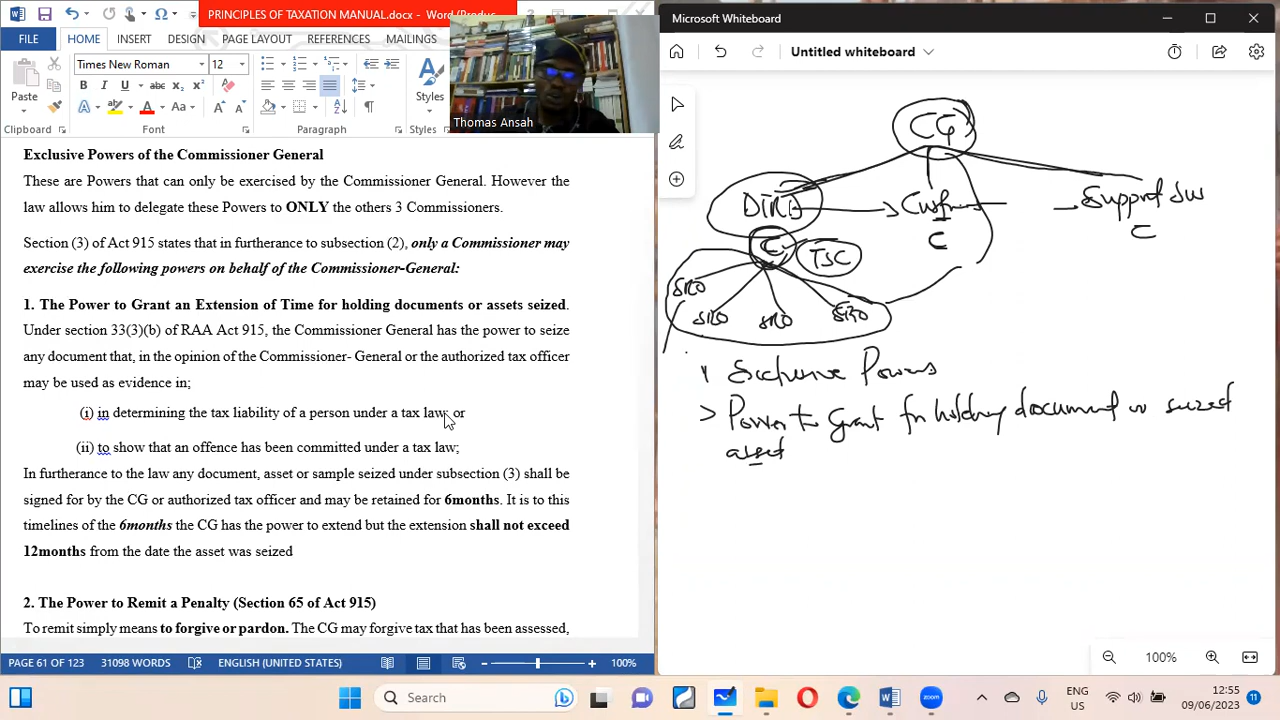 PRINCIPLES OF TAXATION MANUAL.docx - Word (Produc
FILE HOME INSERT DESIGN PAGE LAYOUT REFERENCES MAILINGS
Times New Roman 12
Paste
Styles
Clipboard Font Paragraph Styles
Thomas Ansah
Exclusive Powers of the Commissioner General
These are Powers that can only be exercised by the Commissioner General. However the
law allows him to delegate these Powers to ONLY the others 3 Commissioners.
Section (3) of Act 915 states that in furtherance to subsection (2), only a Commissioner may
exercise the following powers on behalf of the Commissioner-General:
1. The Power to Grant an Extension of Time for holding documents or assets seized.
Under section 33(3)(b) of RAA Act 915, the Commissioner General has the power to seize
any document that, in the opinion of the Commissioner- General or the authorized tax officer
may be used as evidence in;
(i) in determining the tax liability of a person under a tax law; or
(ii) to show that an offence has been committed under a tax law;
In furtherance to the law any document, asset or sample seized under subsection (3) shall be
signed for by the CG or authorized tax officer and may be retained for 6months. It is to this
timelines of the 6months the CG has the power to extend but the extension shall not exceed
12months from the date the asset was seized
2. The Power to Remit a Penalty (Section 65 of Act 915)
To remit simply means to forgive or pardon. The CG may forgive tax that has been assessed,
PAGE 61 OF 123 31098 WORDS ENGLISH (UNITED STATES) 100%
Microsoft Whiteboard
Untitled whiteboard
CG
Support
C
C
C
TSC
Exclusive Powers
> Power to Grant for holding document or seized
asset
100%
Search
ENG
US
12:55
09/06/2023